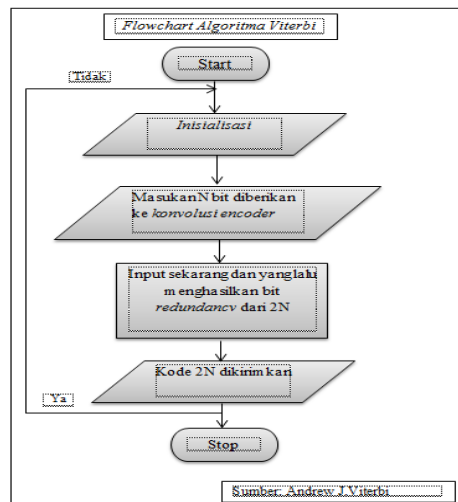 Flowchart Algoritma Viterbi
Start
Tidak
Inisialisasi
Masukan N bit diberikan
ke konvolusi encoder
Input sekarang dan yang lalu
menghasilkan bit
redundancy dari 2N
Kode 2N dikirimkan
Ya
Stop
Sumber: Andrew J.Viterbi